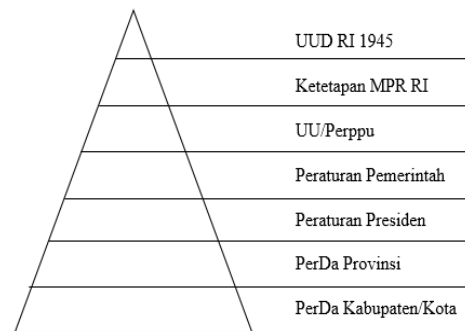 UUD RI 1945
Ketetapan MPR RI
UU/Perppu
Peraturan Pemerintah
Peraturan Presiden
PerDa Provinsi
PerDa Kabupaten/Kota